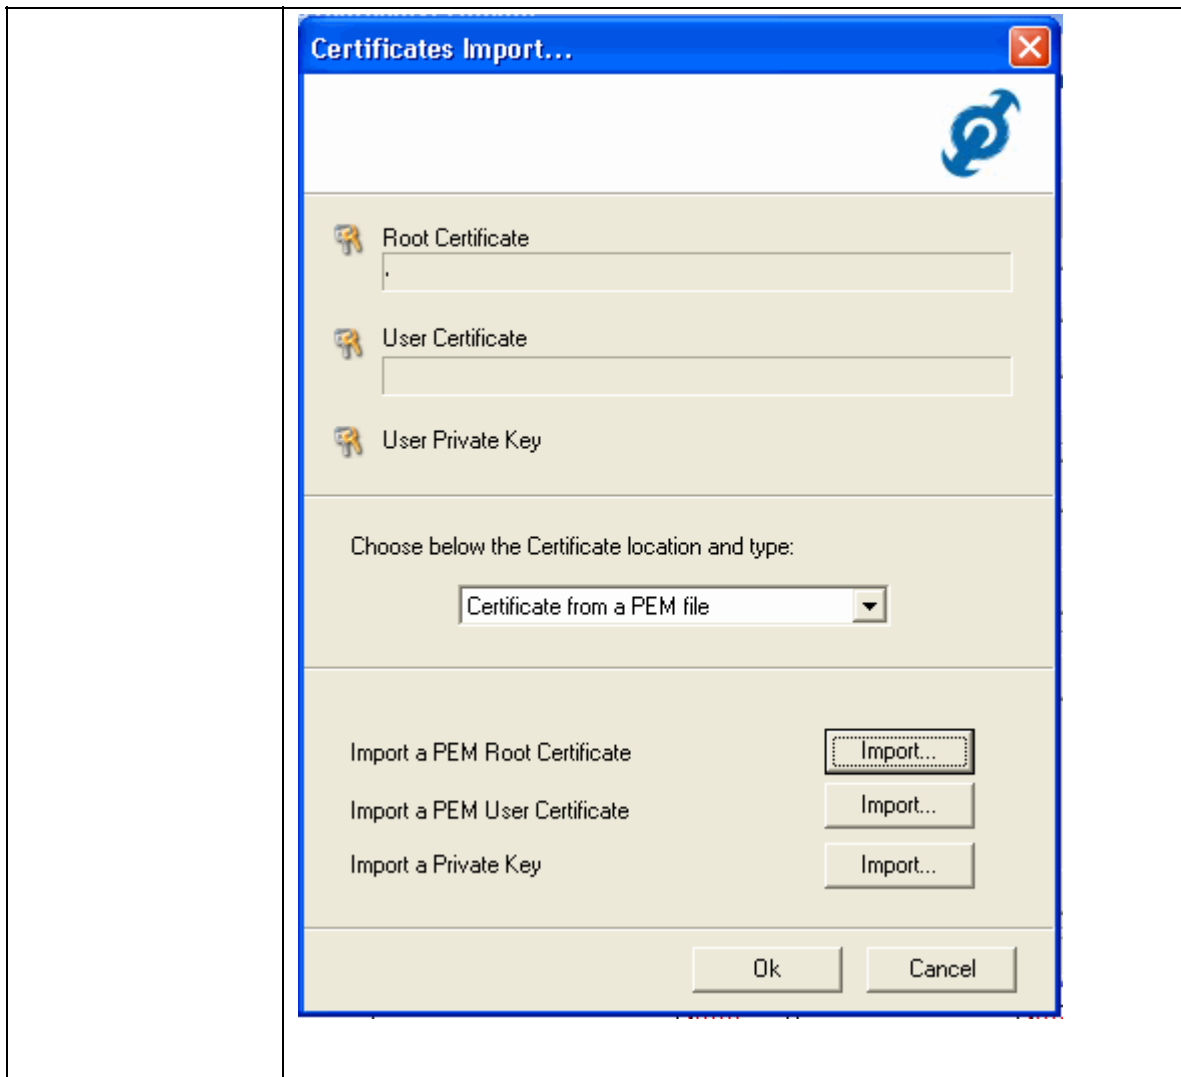 Certificates Import...
Root Certificate
.
User Certificate
User Private Key
Choose below the Certificate location and type:
Certificate from a PEM file
Import a PEM Root Certificate Import...
Import a PEM User Certificate Import...
Import a Private Key Import...
Ok Cancel